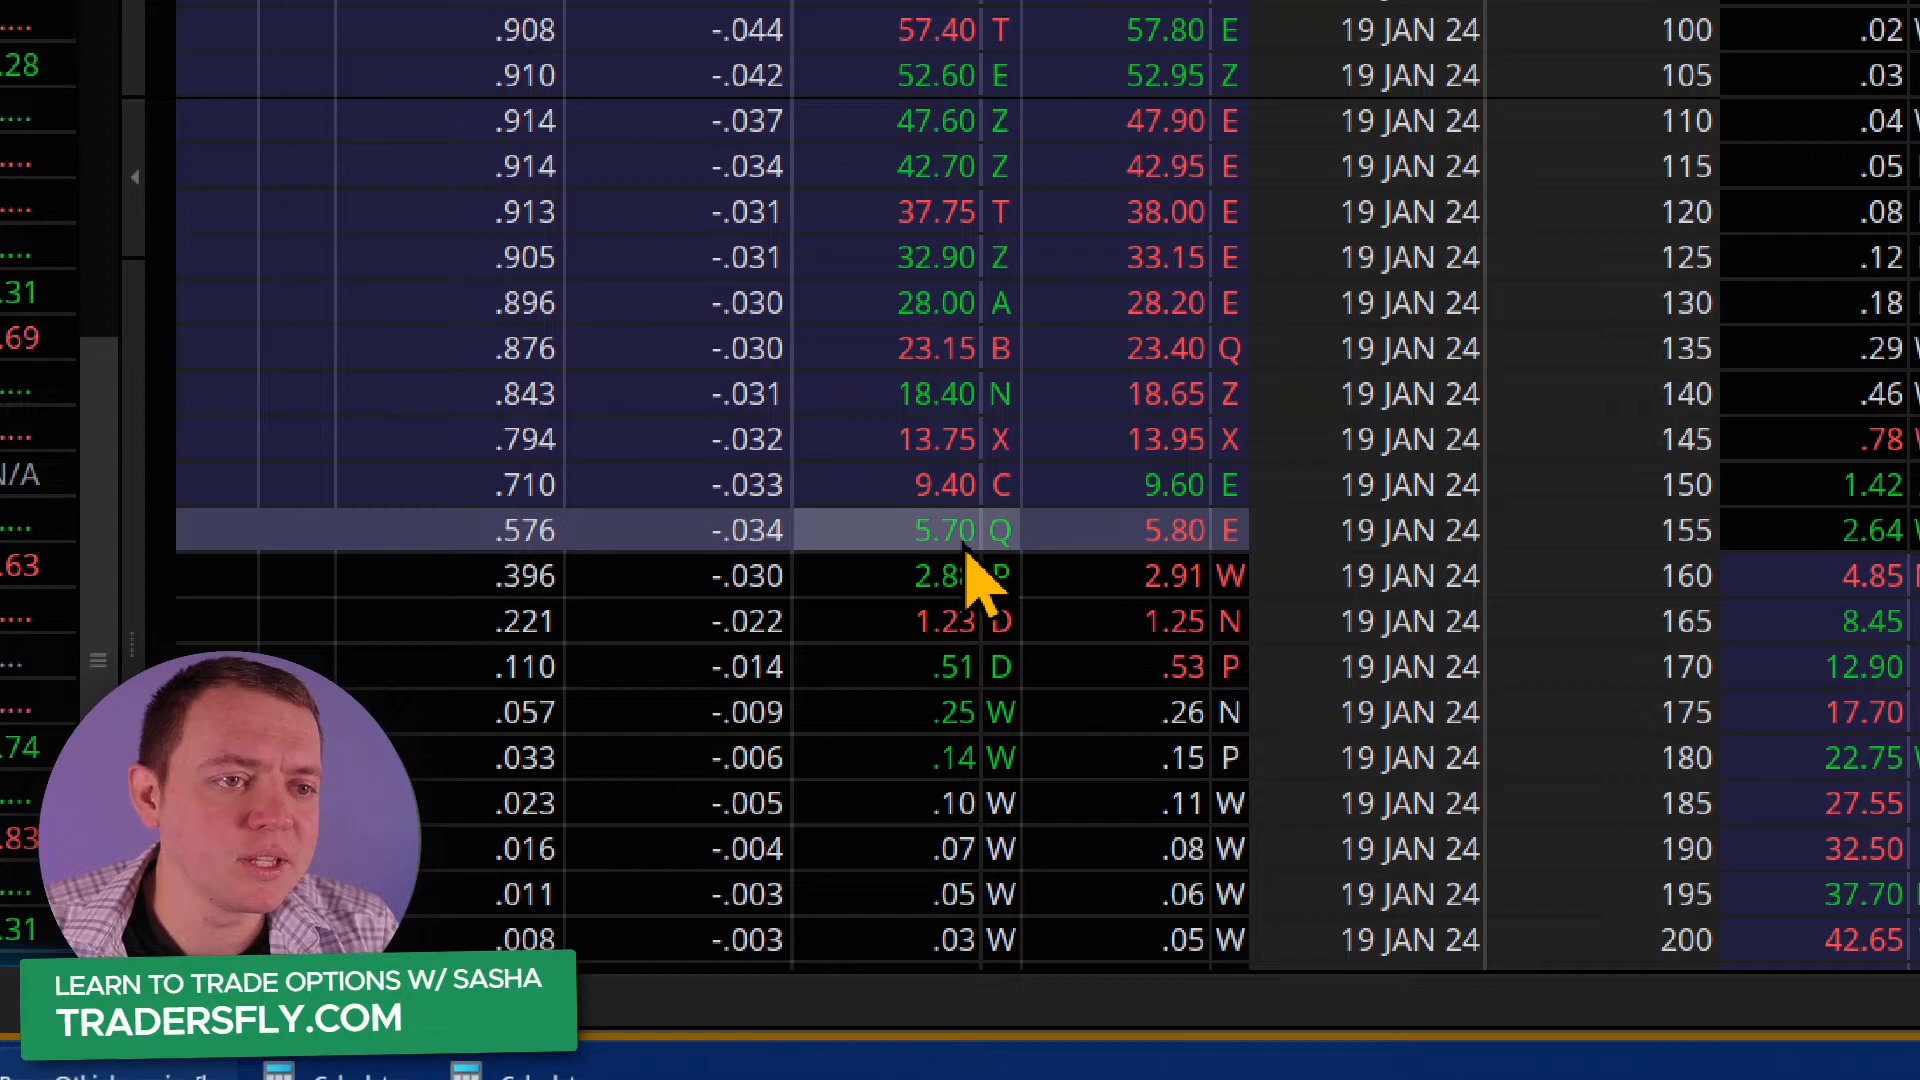 .908 -.044 57.40 T 57.80 E 19 JAN 24 100 .02
.28 .910 -.042 52.60 E 52.95 Z 19 JAN 24 105 .03
.914 -.037 47.60 Z 47.90 E 19 JAN 24 110 .04
.914 -.034 42.70 Z 42.95 E 19 JAN 24 115 .05
.913 -.031 37.75 T 38.00 E 19 JAN 24 120 .08
.905 -.031 32.90 Z 33.15 E 19 JAN 24 125 .12
.31 .896 -.030 28.00 A 28.20 E 19 JAN 24 130 .18
.69 .876 -.030 23.15 B 23.40 Q 19 JAN 24 135 .29
.843 -.031 18.40 N 18.65 Z 19 JAN 24 140 .46
.794 -.032 13.75 X 13.95 X 19 JAN 24 145 .78
N/A .710 -.033 9.40 C 9.60 E 19 JAN 24 150 1.42
.576 -.034 5.70 Q 5.80 E 19 JAN 24 155 2.64
.63 .396 -.030 2.91 W 19 JAN 24 160 4.85
.221 -.022 1.23 D 1.25 N 19 JAN 24 165 8.45
.110 -.014 .51 D .53 P 19 JAN 24 170 12.90
.057 -.009 .25 W .26 N 19 JAN 24 175 17.70
.74 .033 -.006 .14 W .15 P 19 JAN 24 180 22.75
.023 -.005 .10 W .11 W 19 JAN 24 185 27.55
.83 .016 -.004 .07 W .08 W 19 JAN 24 190 32.50
.011 -.003 .05 W .06 W 19 JAN 24 195 37.70
.31 .008 -.003 .03 W .05 W 19 JAN 24 200 42.65
LEARN TO TRADE OPTIONS W/ SASHA
TRADERSFLY.COM